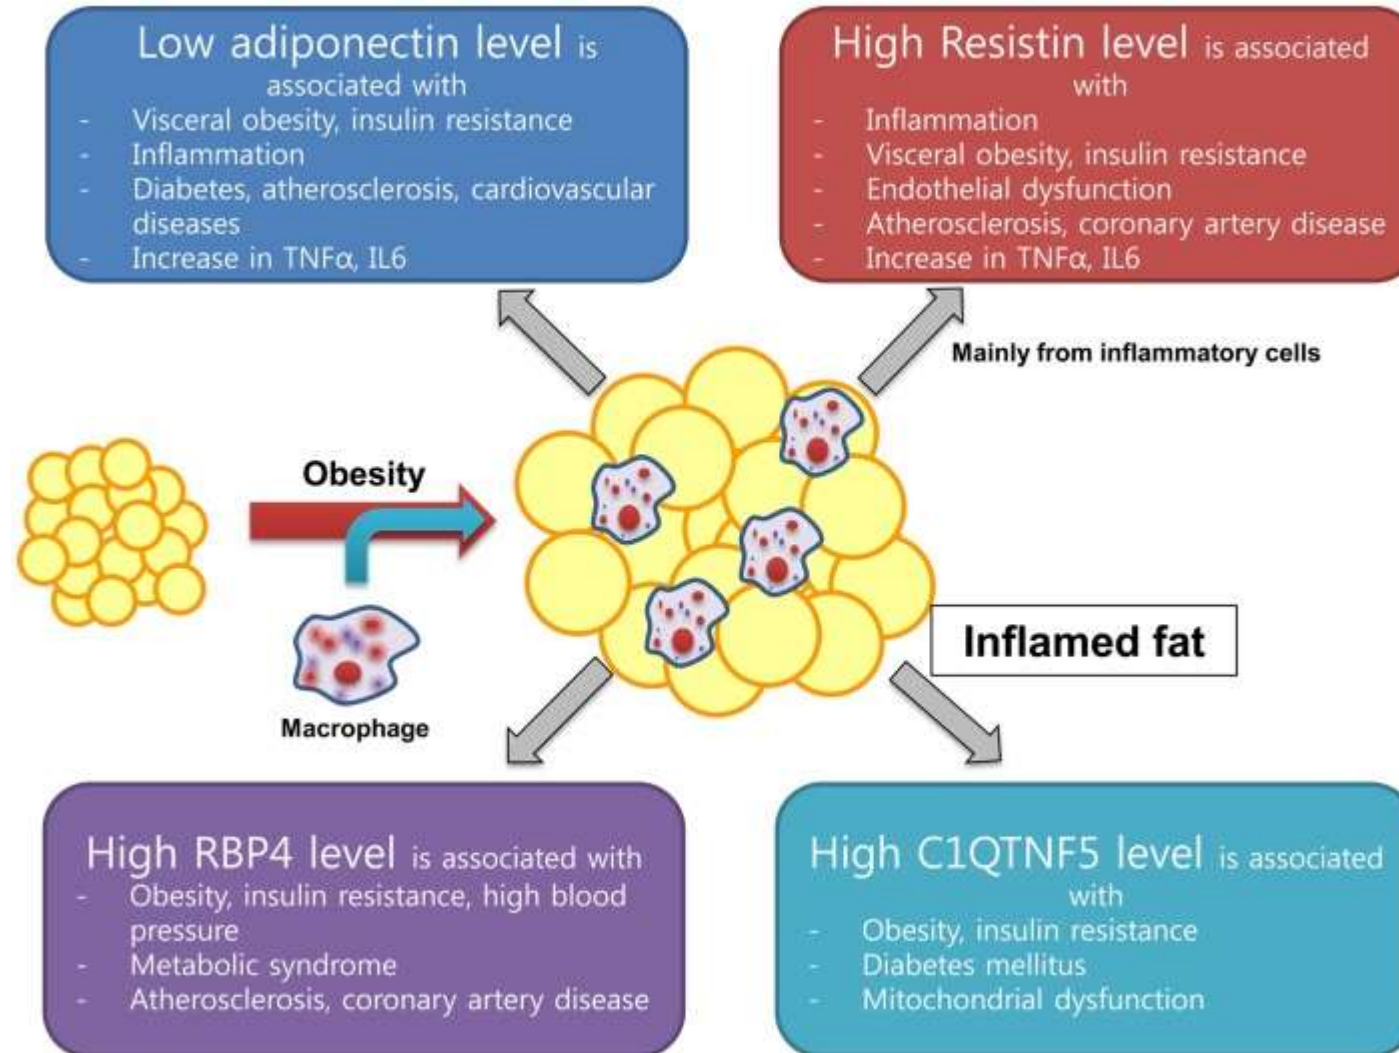 Low adiponectin level is
associated with
- Visceral obesity, insulin resistance
- Inflammation
- Diabetes, atherosclerosis, cardiovascular
diseases
- Increase in TNFα, IL6
High Resistin level is associated
with
- Inflammation
- Visceral obesity, insulin resistance
- Endothelial dysfunction
- Atherosclerosis, coronary artery disease
- Increase in TNFα, IL6
Mainly from inflammatory cells
Obesity
Macrophage
Inflamed fat
High RBP4 level is associated with
- Obesity, insulin resistance, high blood
pressure
- Metabolic syndrome
- Atherosclerosis, coronary artery disease
High C1QTNF5 level is associated
with
- Obesity, insulin resistance
- Diabetes mellitus
- Mitochondrial dysfunction